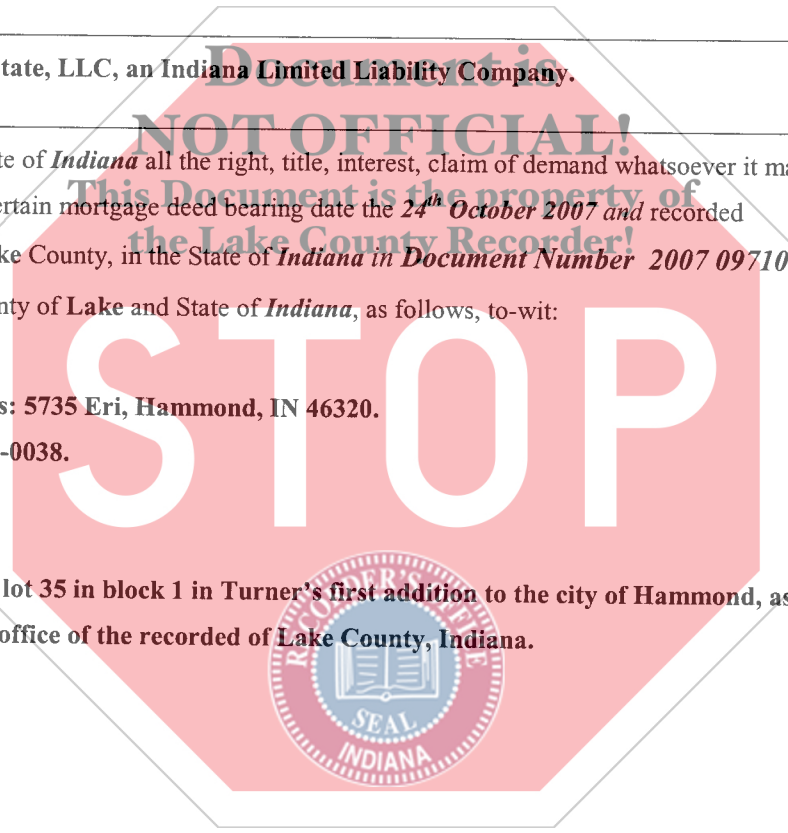 Document is
tate, LLC, an Indiana Limited Liability Company.
NOT OFFICIAL!
te of Indiana all the right, title, interest, claim of demand whatsoever it ma
This Document is the property of
ertain mortgage deed bearing date the 24th October 2007 and recorded
the Lake County Recorder!
ke County, in the State of Indiana in Document Number 2007 09710
nty of Lake and State of Indiana, as follows, to-wit:
STOP
s: 5735 Eri, Hammond, IN 46320.
-0038.
lot 35 in block 1 in Turner's first addition to the city of Hammond, as
office of the recorded of Lake County, Indiana.
RECORDER'S OFFICE
SEAL
INDIANA